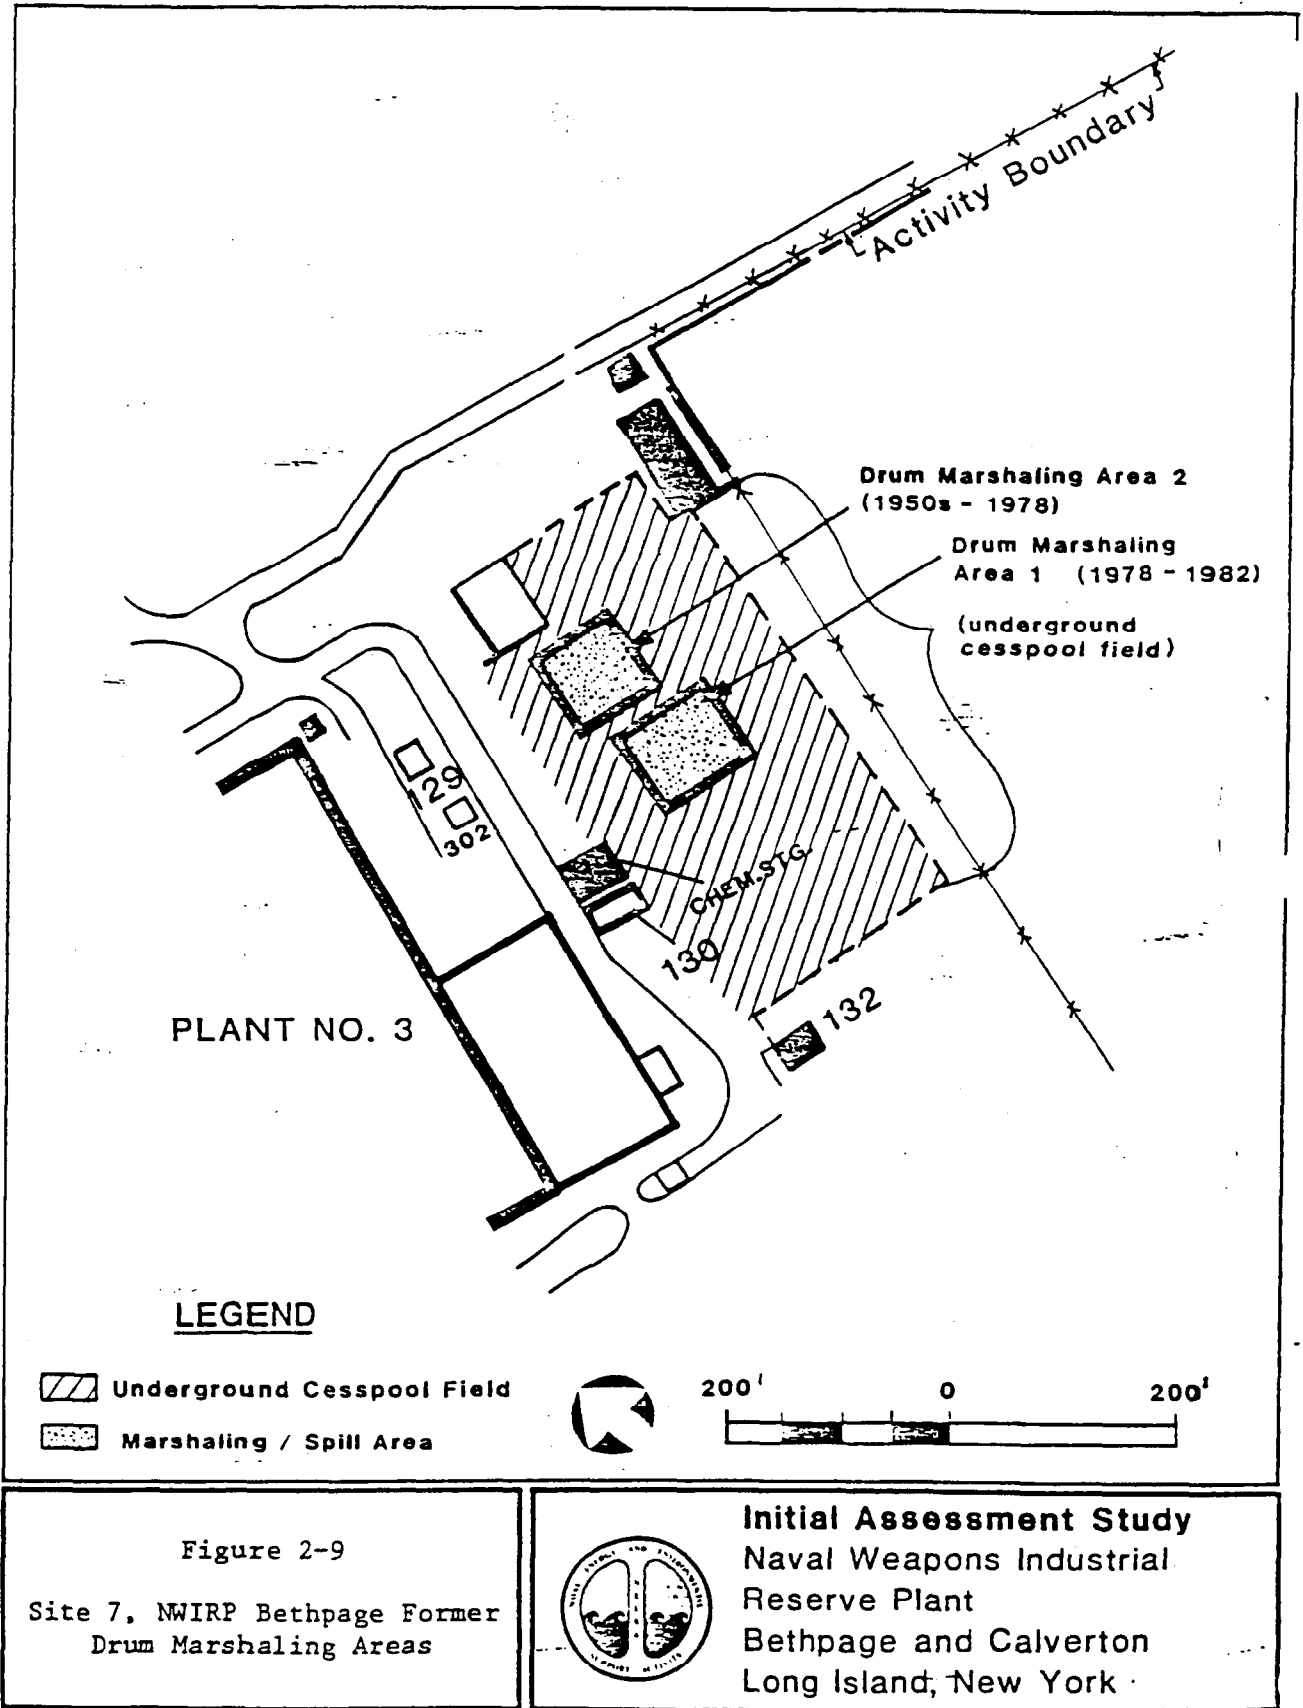 Activity Boundary
Drum Marshaling Area 2
(1950s - 1978)
Drum Marshaling
Area 1 (1978 - 1982)
(underground
cesspool field)
29
302
CHEM. STG.
130
132
PLANT NO. 3
LEGEND
Underground Cesspool Field
Marshaling / Spill Area
200' 0 200'
Figure 2-9
Site 7, NWIRP Bethpage Former
Drum Marshaling Areas
Initial Assessment Study
Naval Weapons Industrial
Reserve Plant
Bethpage and Calverton
Long Island, New York